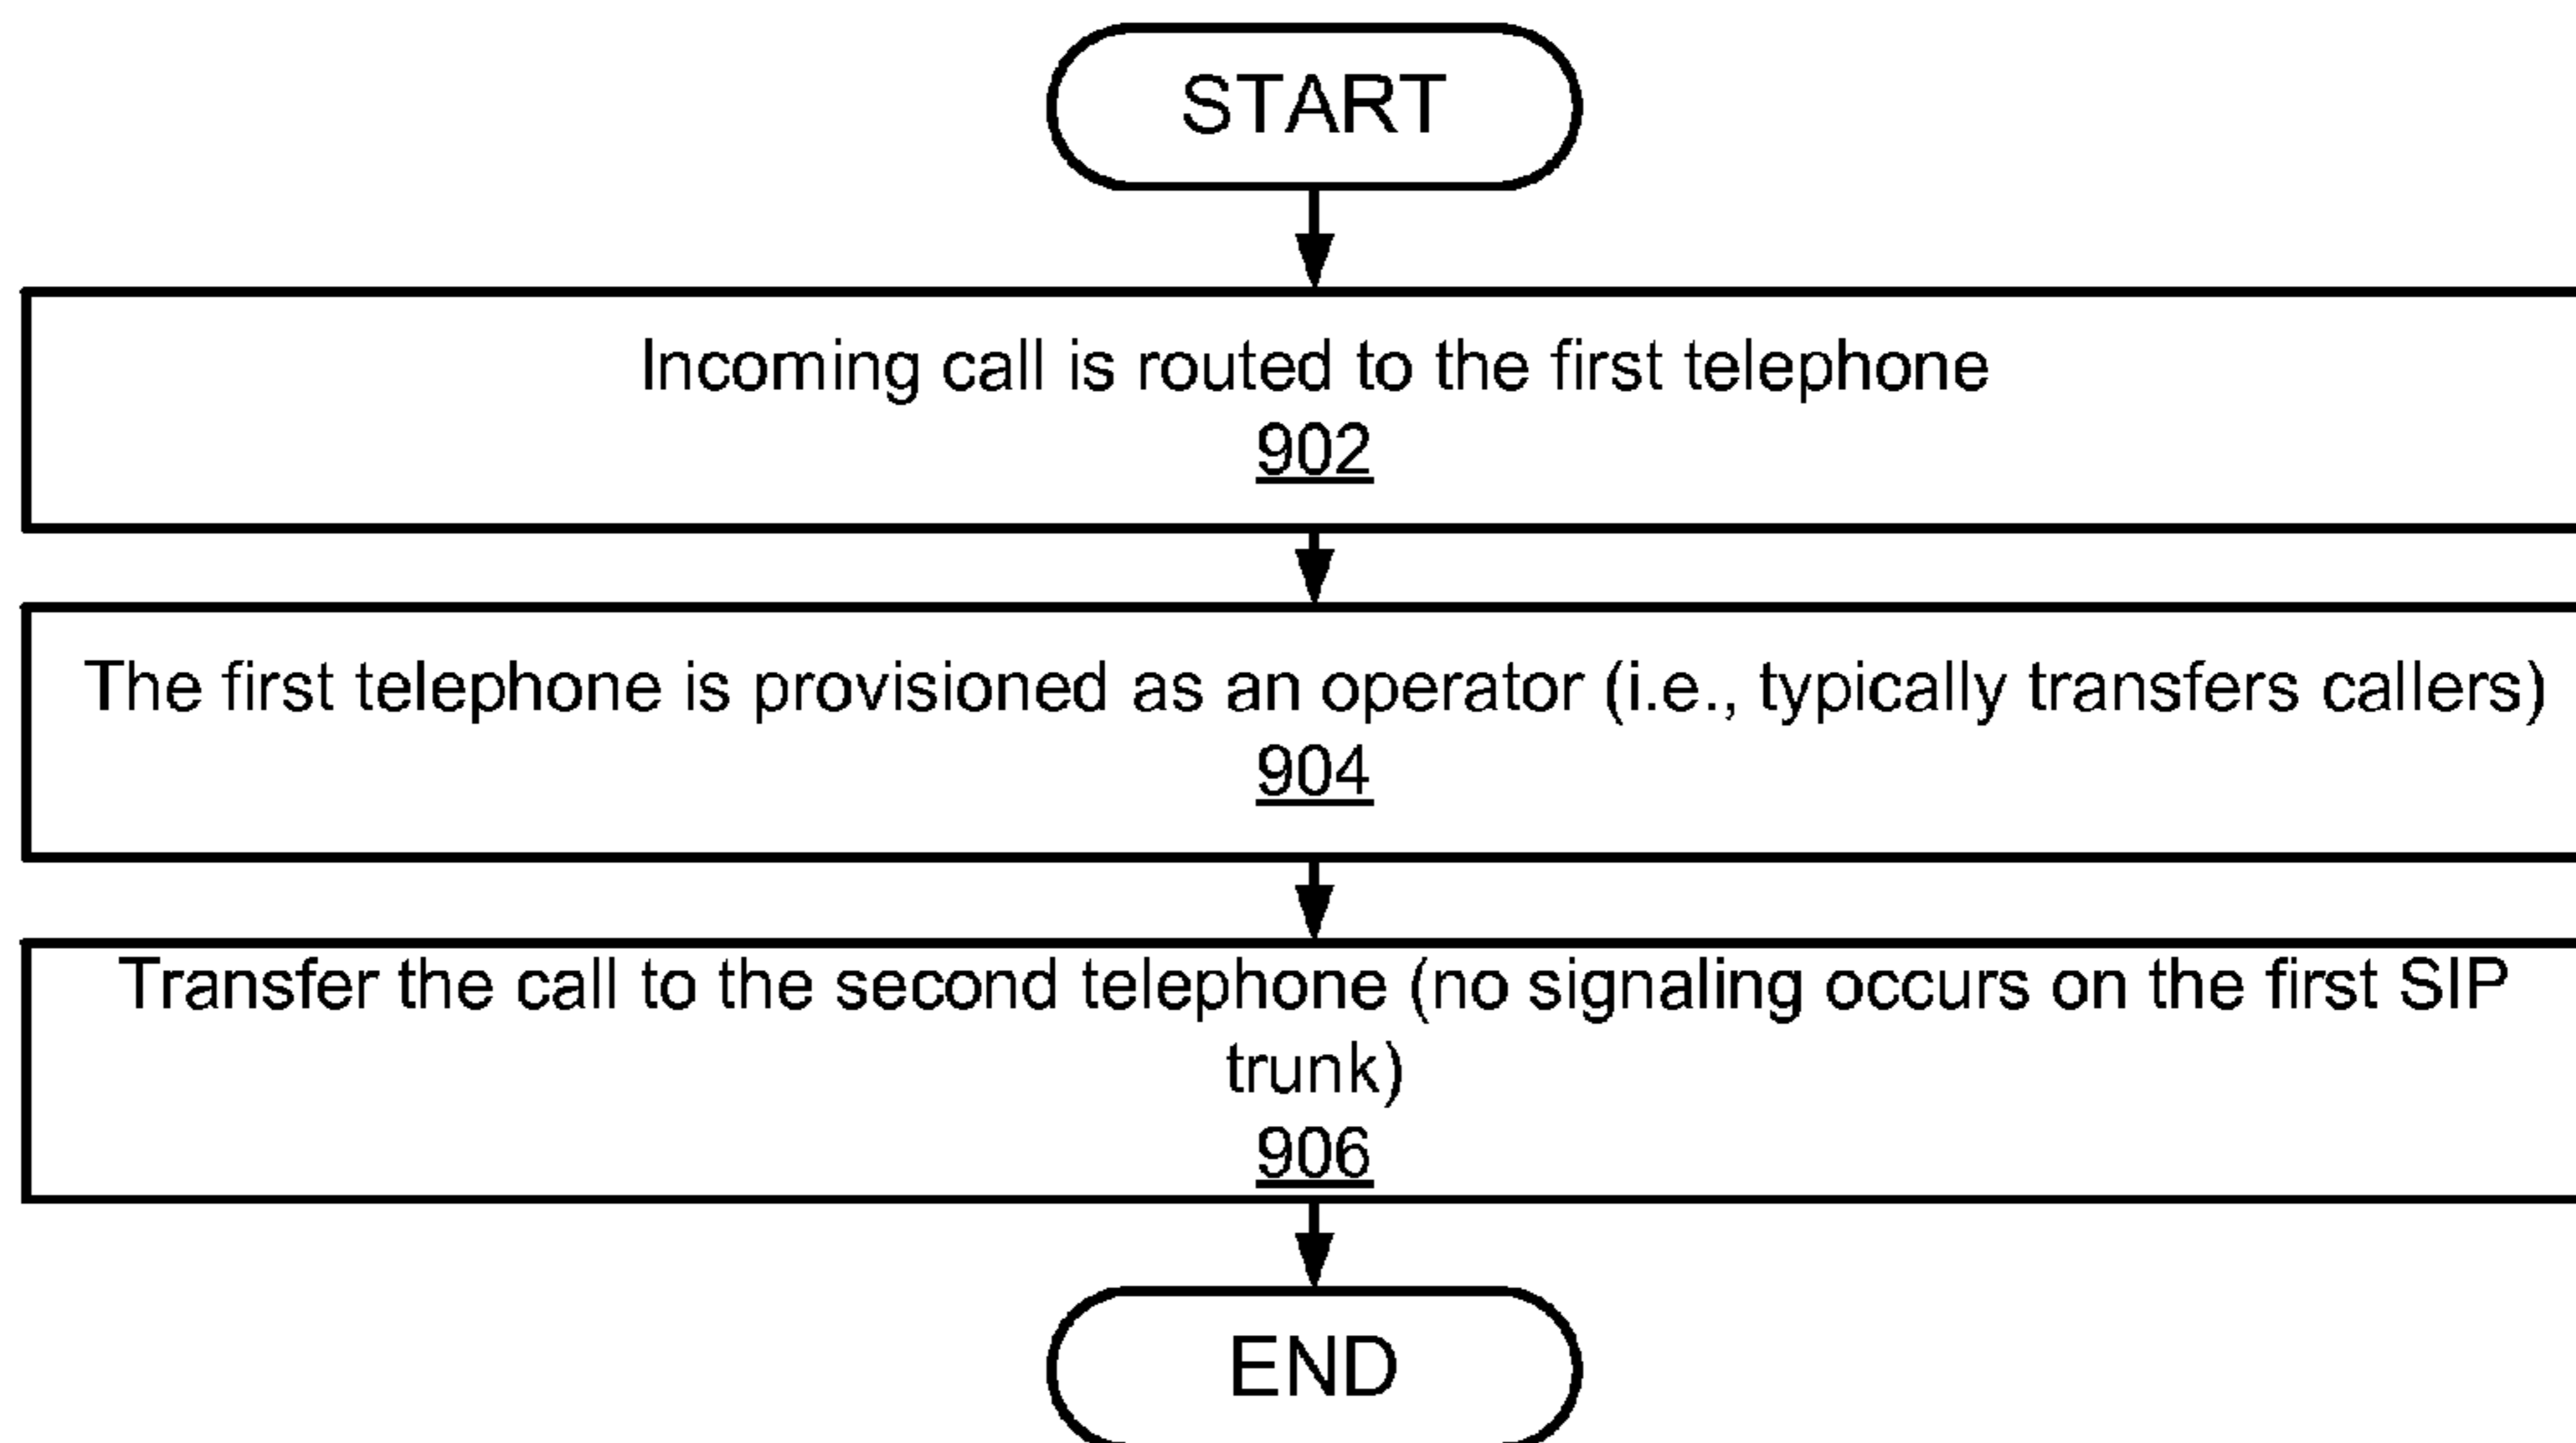 START
Incoming call is routed to the first telephone
902
The first telephone is provisioned as an operator (i.e., typically transfers callers)
904
Transfer the call to the second telephone (no signaling occurs on the first SIP
trunk)
906
END